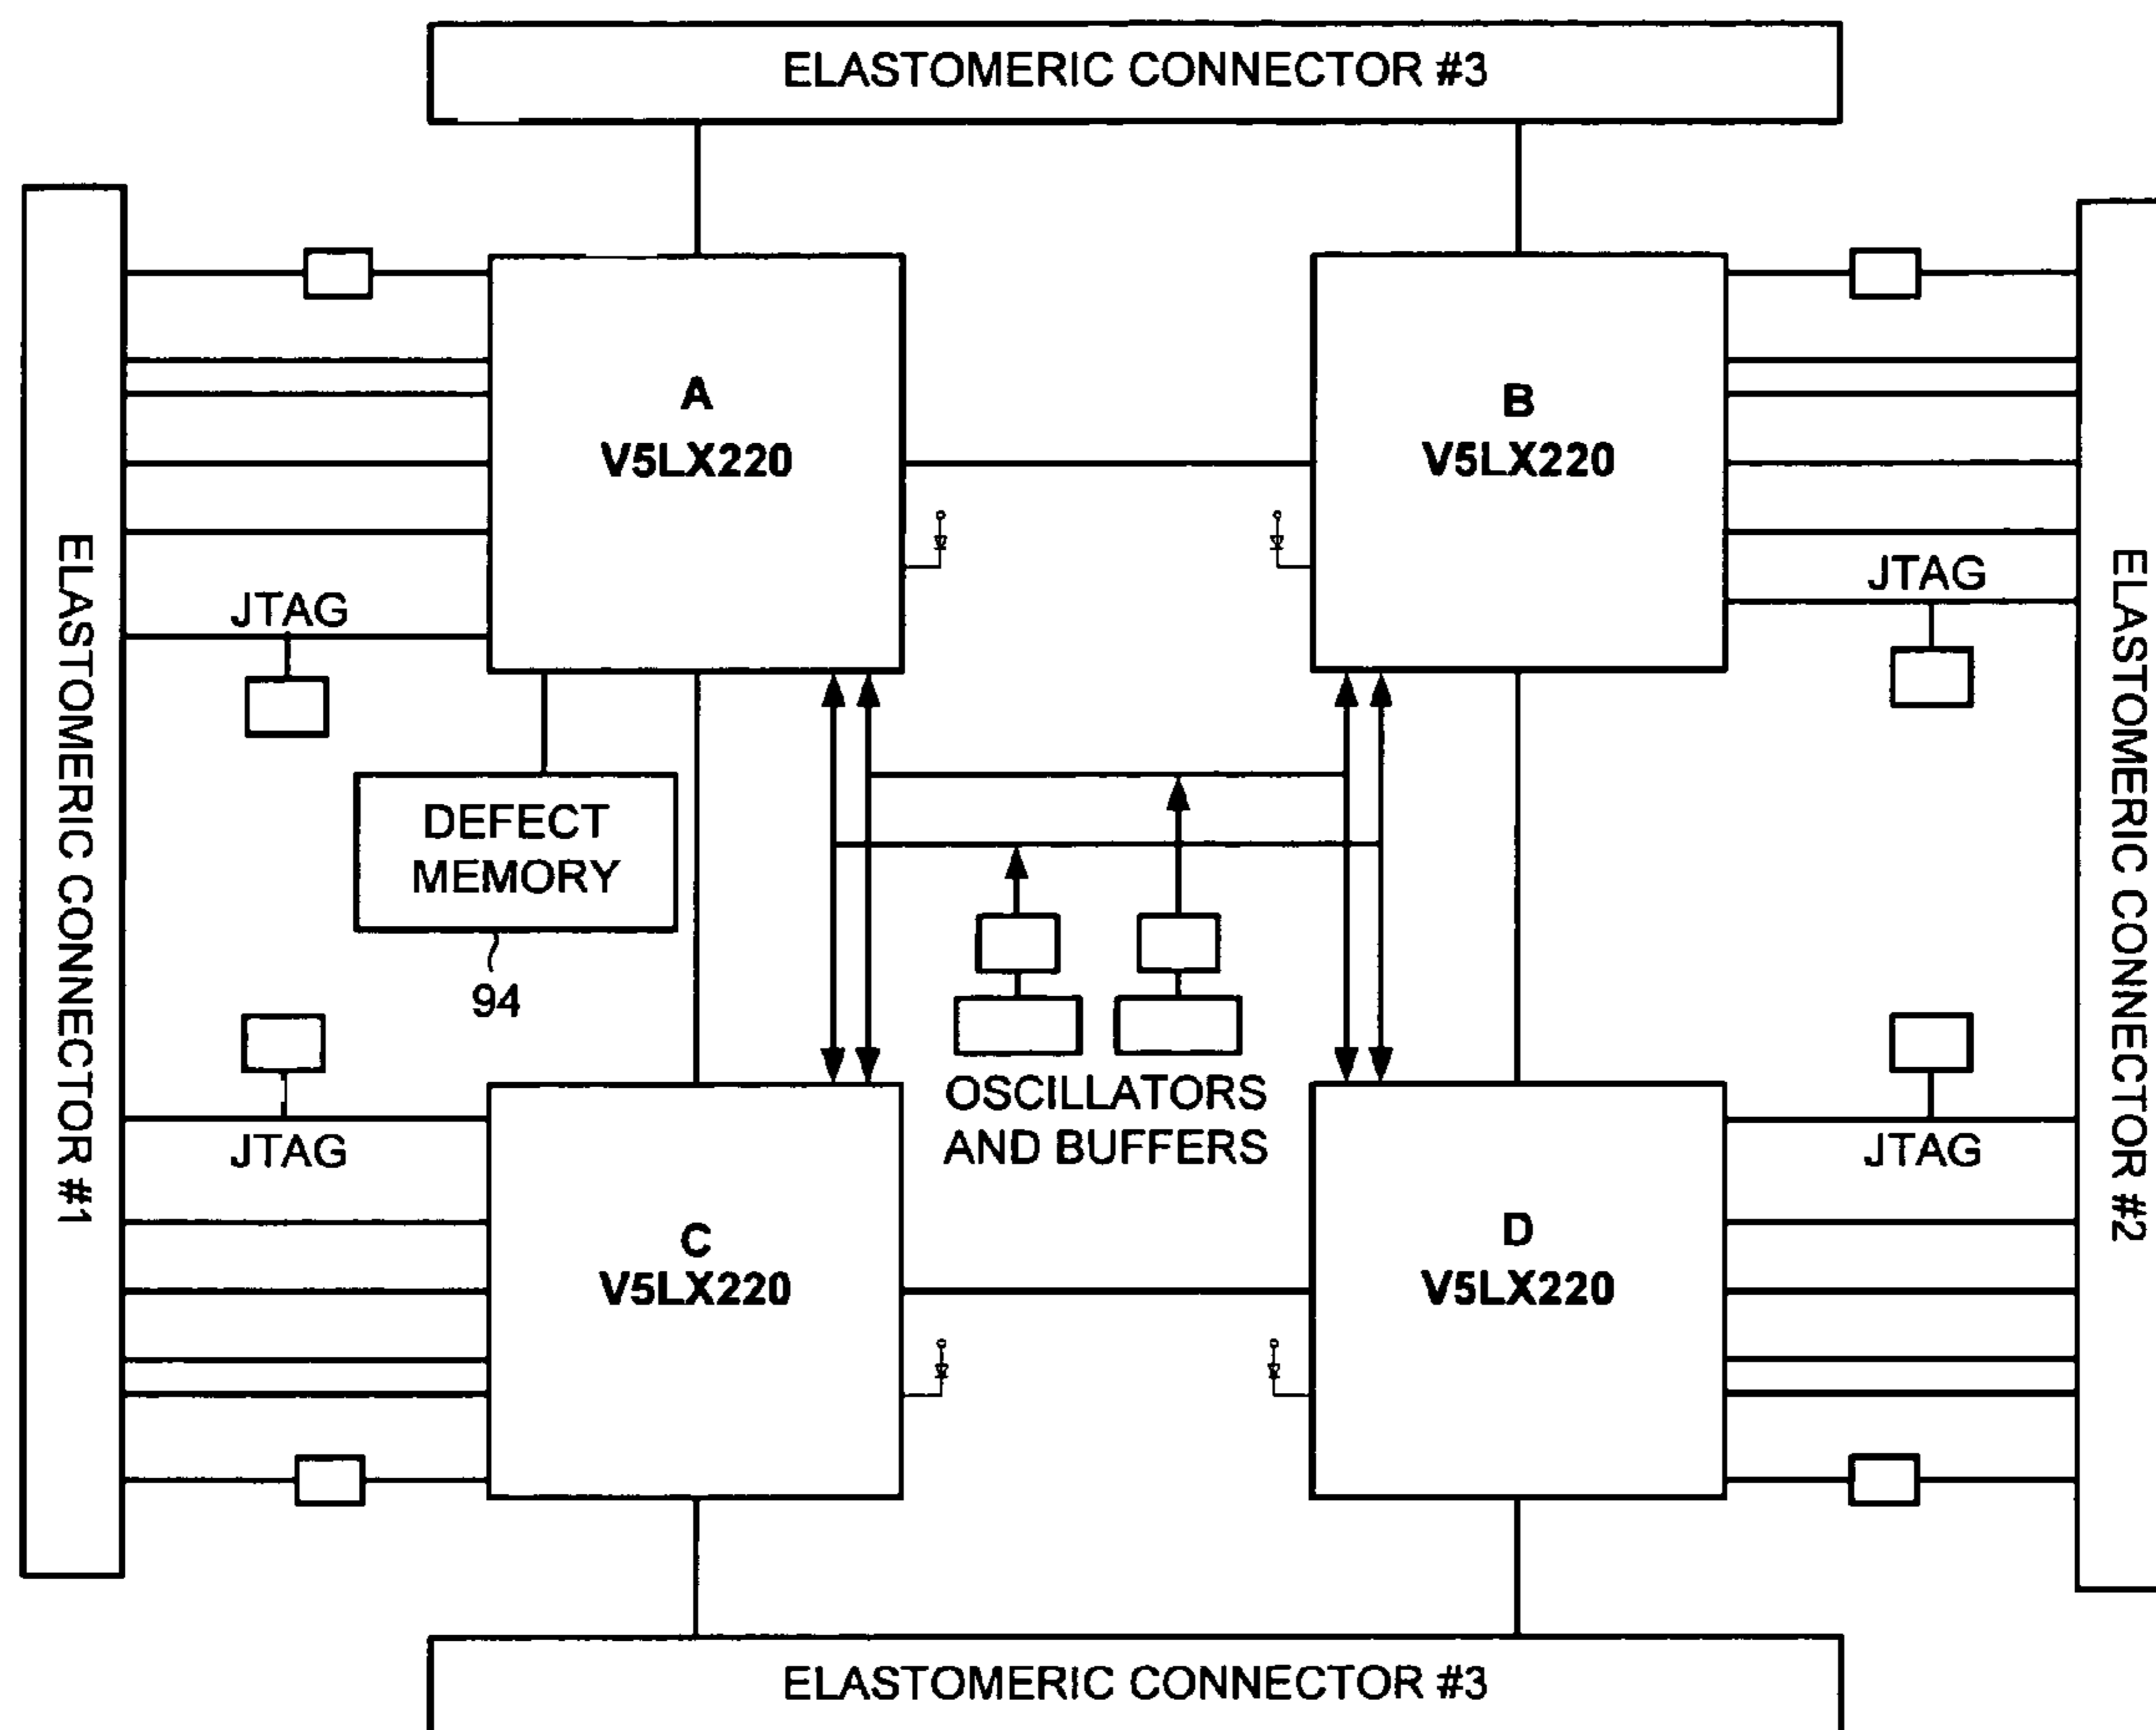 ELASTOMERIC CONNECTOR #3
A
V5LX220
B
V5LX220
ELASTOMERIC CONNECTOR #1
ELASTOMERIC CONNECTOR #2
JTAG
JTAG
DEFECT
MEMORY
94
OSCILLATORS
AND BUFFERS
JTAG
JTAG
C
V5LX220
D
V5LX220
ELASTOMERIC CONNECTOR #3